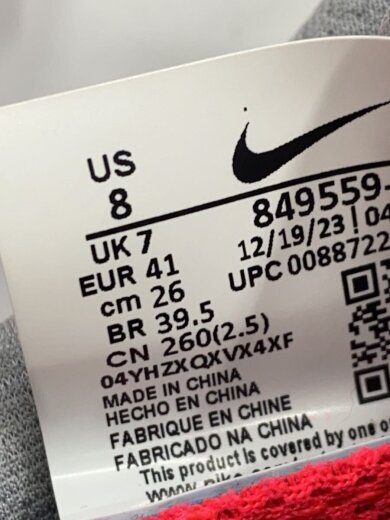 US
8
849559-
UK 7
12/19/23 | 04
EUR 41
UPC 0088722
cm 26
BR 39.5
CN 260(2.5)
04YHZXQXVX4XF
MADE IN CHINA
HECHO EN CHINA
FABRIQUE EN CHINE
FABRICADO NA CHINA
This product is covered by one o